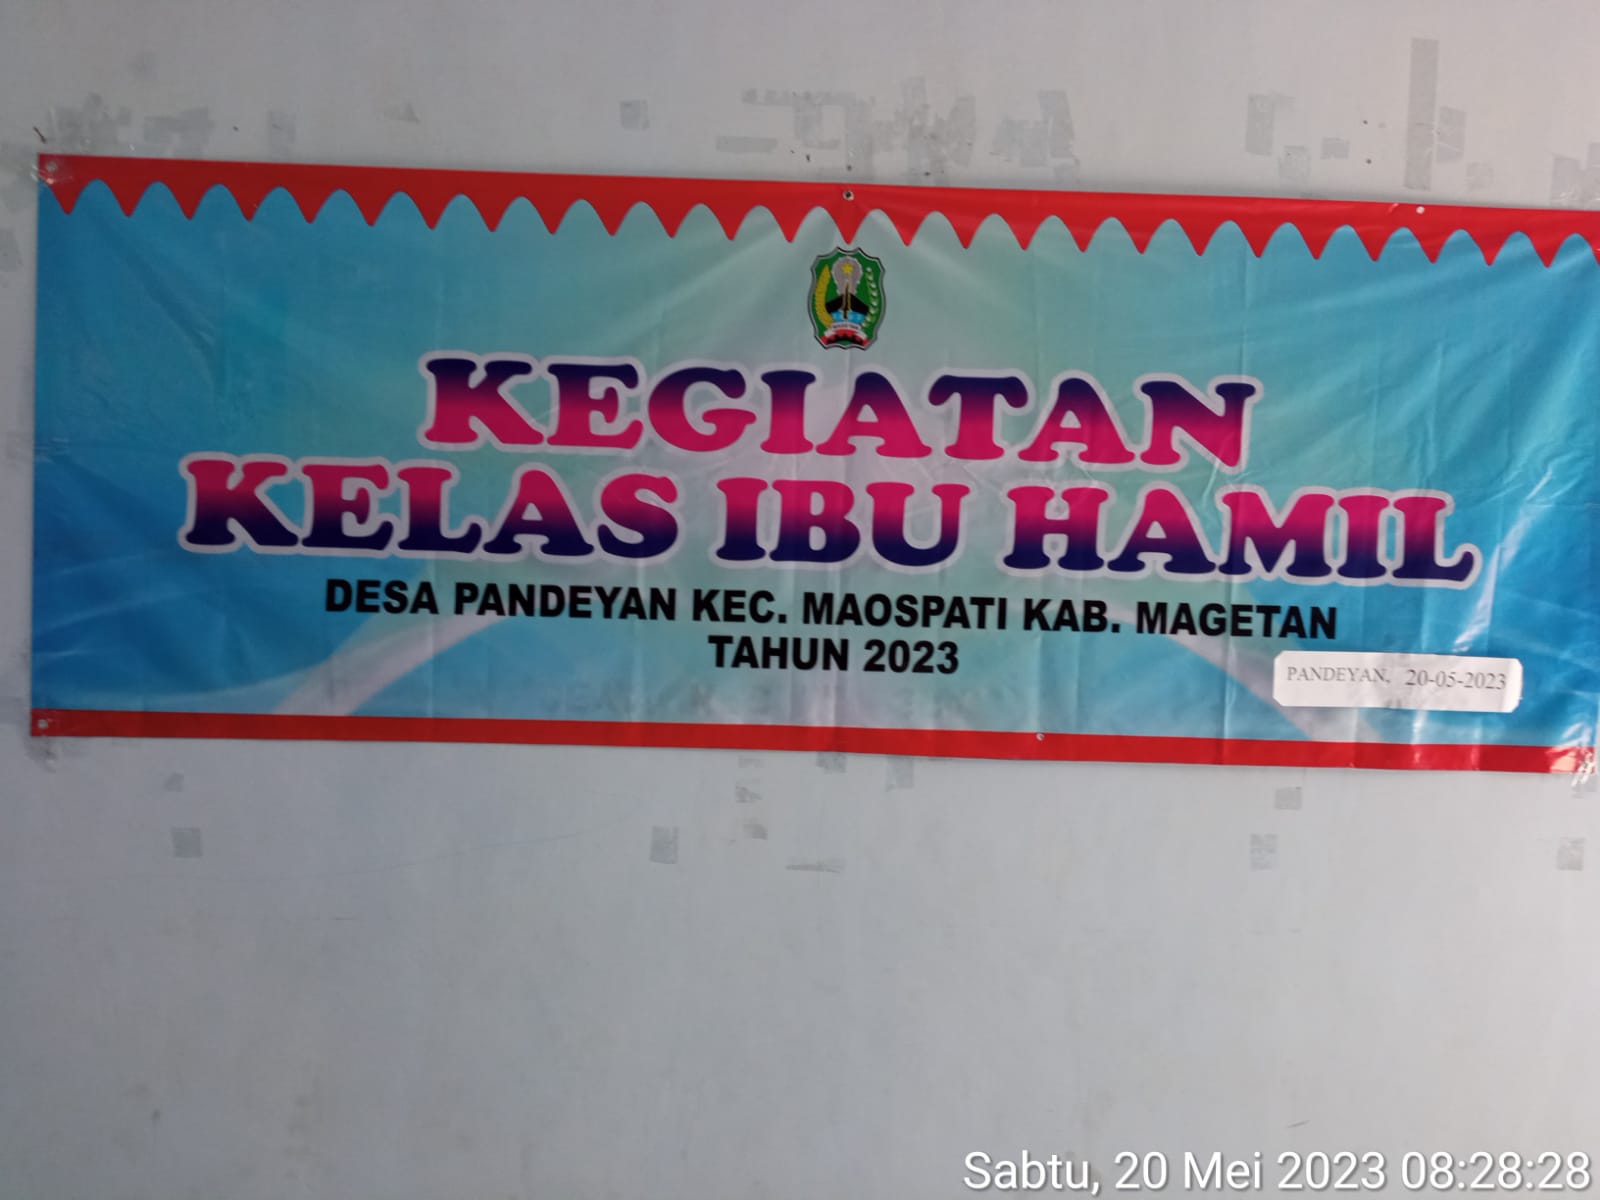 KEGIATAN
KELAS IBU HAMIL
DESA PANDEYAN KEC. MAOSPATI KAB. MAGETAN
TAHUN 2023
PANDEYAN, 20-05-2023
Sabtu, 20 Mei 2023 08:28:28